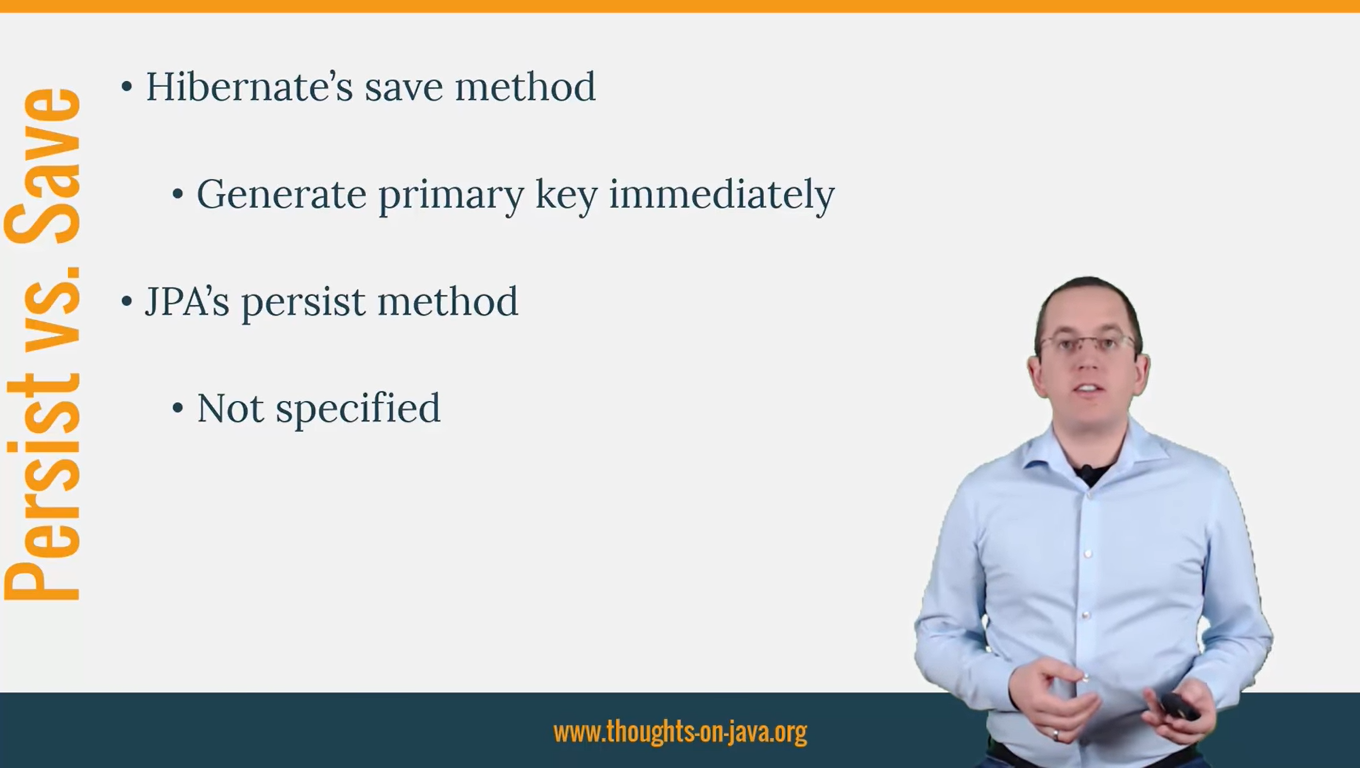 Persist vs. Save
• Hibernate’s save method
• Generate primary key immediately
• JPA’s persist method
• Not specified
www.thoughts-on-java.org